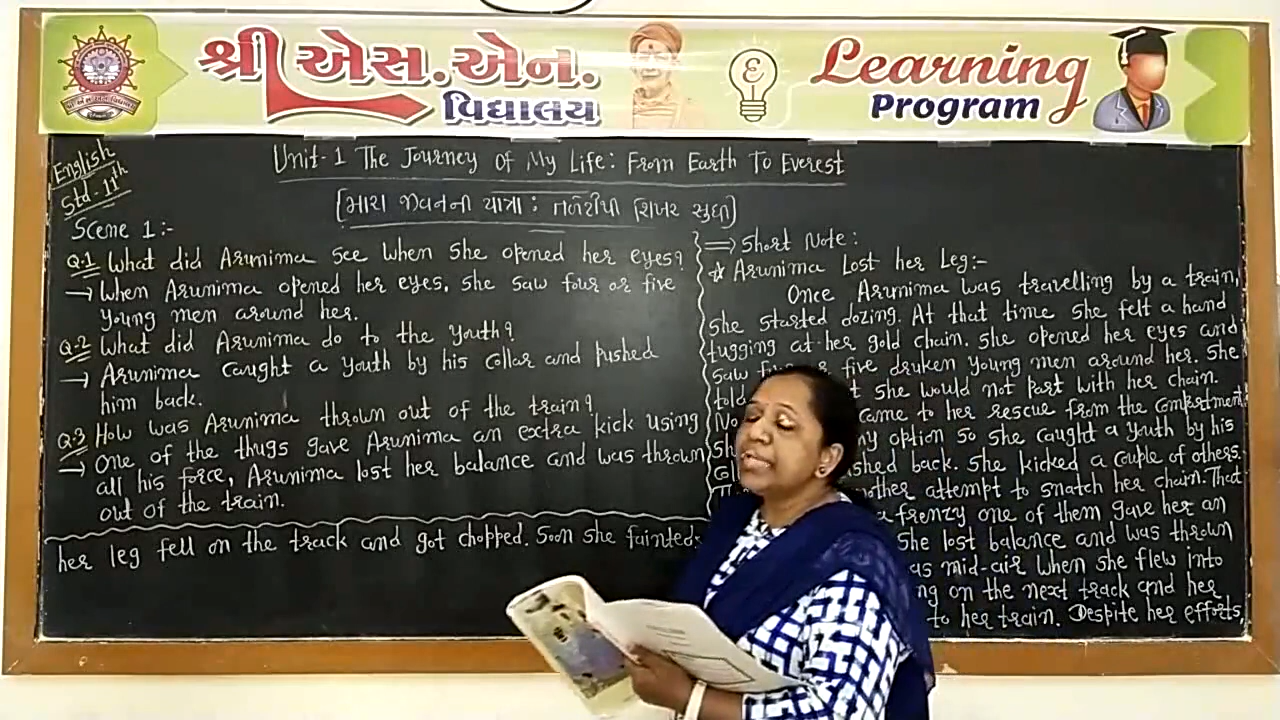 શ્રી એસ.એન.
વિદ્યાલય
Learning
Program
English
Std-11th
Unit-1 The Journey Of My Life: From Earth To Everest
[મારા જીવનની યાત્રા : તળેટીથી શિખર સુધી]
Scene 1:-
Q.1 What did Arunima see when she opened her eyes?
→ When Arunima opened her eyes, she saw four or five
young men around her.
Q.2 What did Arunima do to the youth?
→ Arunima caught a youth by his collar and pushed
him back.
Q.3 How was Arunima thrown out of the train?
→ One of the thugs gave Arunima an extra kick using
all his force, Arunima lost her balance and was thrown
out of the train.
⇒ Short Note:
☆ Arunima Lost her Leg:-
Once Arunima was travelling by a train,
she started dozing. At that time she felt a hand
tugging at her gold chain. She opened her eyes and
saw five druken young men around her. She
told she would not part with her chain.
came to her rescue from the compartment.
option so she caught a youth by his
back. She kicked a couple of others.
attempt to snatch her chain. That
frenzy one of them gave her an
She lost balance and was thrown
mid-air when she flew into
on the next track and her
to her train. Despite her efforts,
her leg fell on the track and got chopped. Soon she fainted.